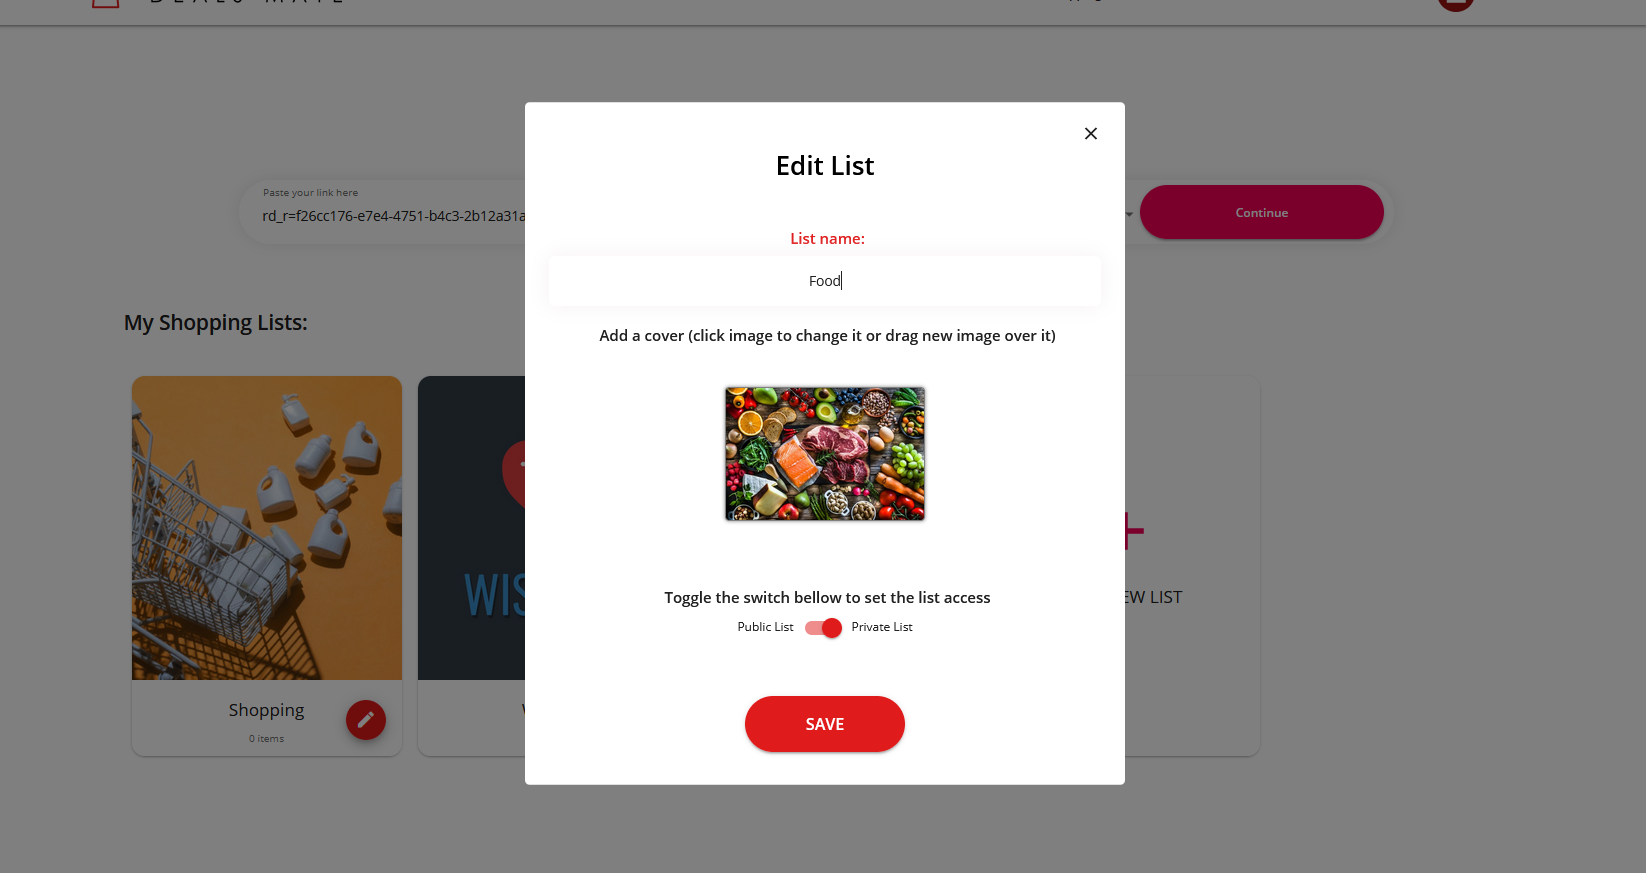 Paste your link here
rd_r=f26cc176-e7e4-4751-b4c3-2b12a31a
Continue
My Shopping Lists:
Edit List
List name:
Food
Add a cover (click image to change it or drag new image over it)
Toggle the switch bellow to set the list access
Public List
Private List
SAVE
WIS
EW LIST
Shopping
0 items